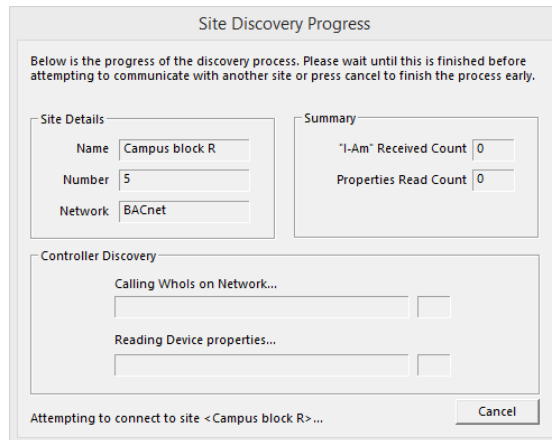 Site Discovery Progress
Below is the progress of the discovery process. Please wait until this is finished before
attempting to communicate with another site or press cancel to finish the process early.
Site Details
Name Campus block R
Number 5
Network BACnet
Summary
"I-Am" Received Count 0
Properties Read Count 0
Controller Discovery
Calling WhoIs on Network...
Reading Device properties...
Attempting to connect to site <Campus block R>...
Cancel